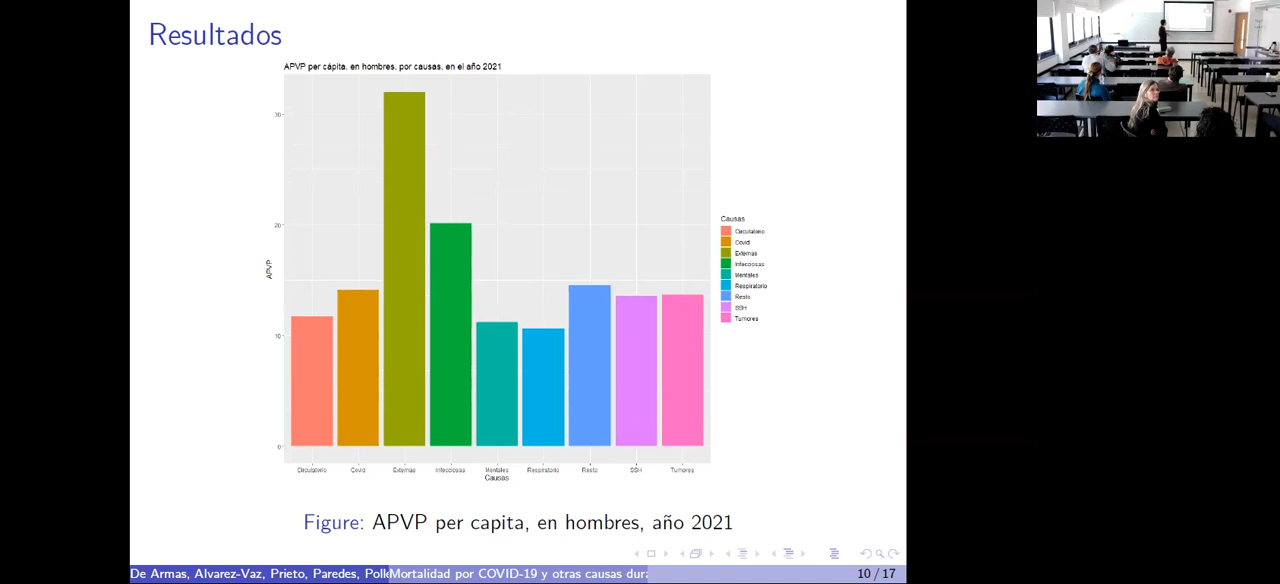 Resultados
APVP per cápita, en hombres, por causas, en el año 2021
APVP
30
20
10
0
Circulatorio Covid Externas Infecciosas Mentales Respiratorio Resto SSH Tumores
Causas
Causas
Circulatorio
Covid
Externas
Infecciosas
Mentales
Respiratorio
Resto
SSH
Tumores
Figure: APVP per capita, en hombres, año 2021
De Armas, Alvarez-Vaz, Prieto, Paredes, Poll
Mortalidad por COVID-19 y otras causas dur
10 / 17